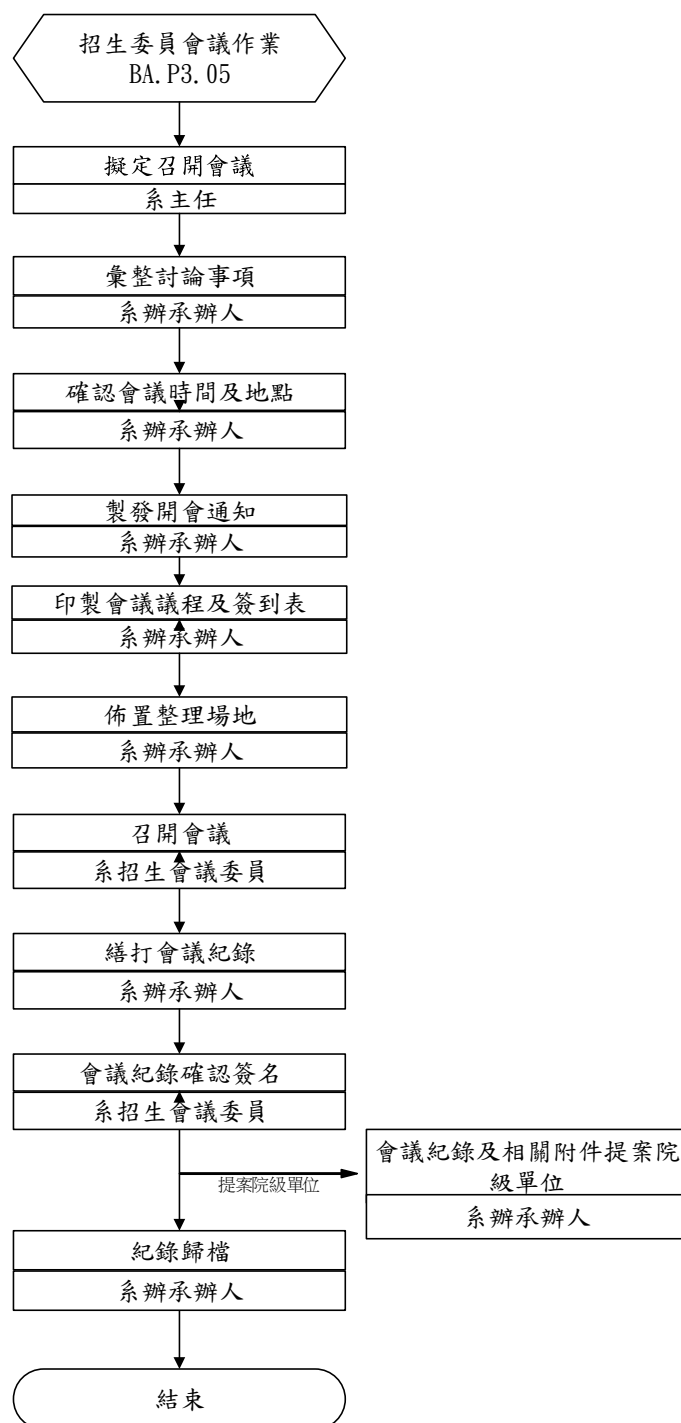 招生委員會議作業
BA.P3.05
擬定召開會議
系主任
彙整討論事項
系辦承辦人
確認會議時間及地點
系辦承辦人
製發開會通知
系辦承辦人
印製會議議程及簽到表
系辦承辦人
佈置整理場地
系辦承辦人
召開會議
系招生會議委員
繕打會議紀錄
系辦承辦人
會議紀錄確認簽名
系招生會議委員
提案院級單位
會議紀錄及相關附件提案院
級單位
系辦承辦人
紀錄歸檔
系辦承辦人
結束